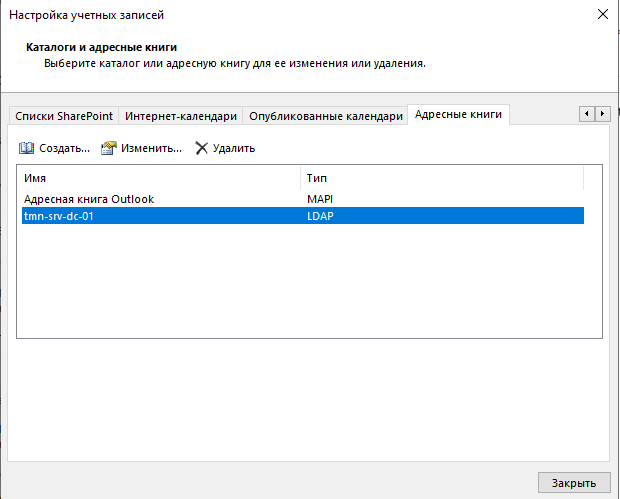 Настройка учетных записей
Каталоги и адресные книги
Выберите каталог или адресную книгу для ее изменения или удаления.
Списки SharePoint Интернет-календари Опубликованные календари Адресные книги
Создать... Изменить... Удалить
Имя Тип
Адресная книга Outlook MAPI
tmn-srv-dc-01 LDAP
Закрыть